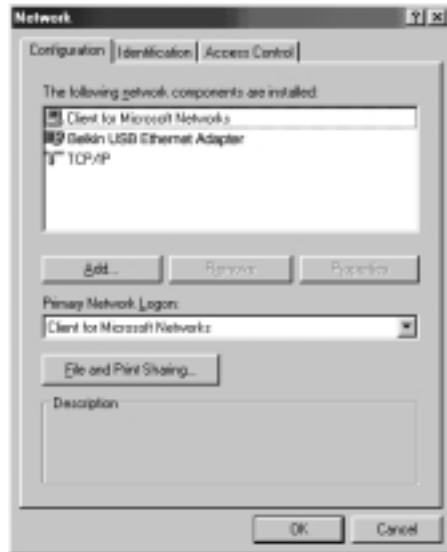 Network
Configuration Identification Access Control
The following network components are installed:
Client for Microsoft Networks
Belkin USB Ethernet Adapter
TCP/IP
Add... Remove Properties
Primary Network Logon:
Client for Microsoft Networks
File and Print Sharing...
Description
OK Cancel